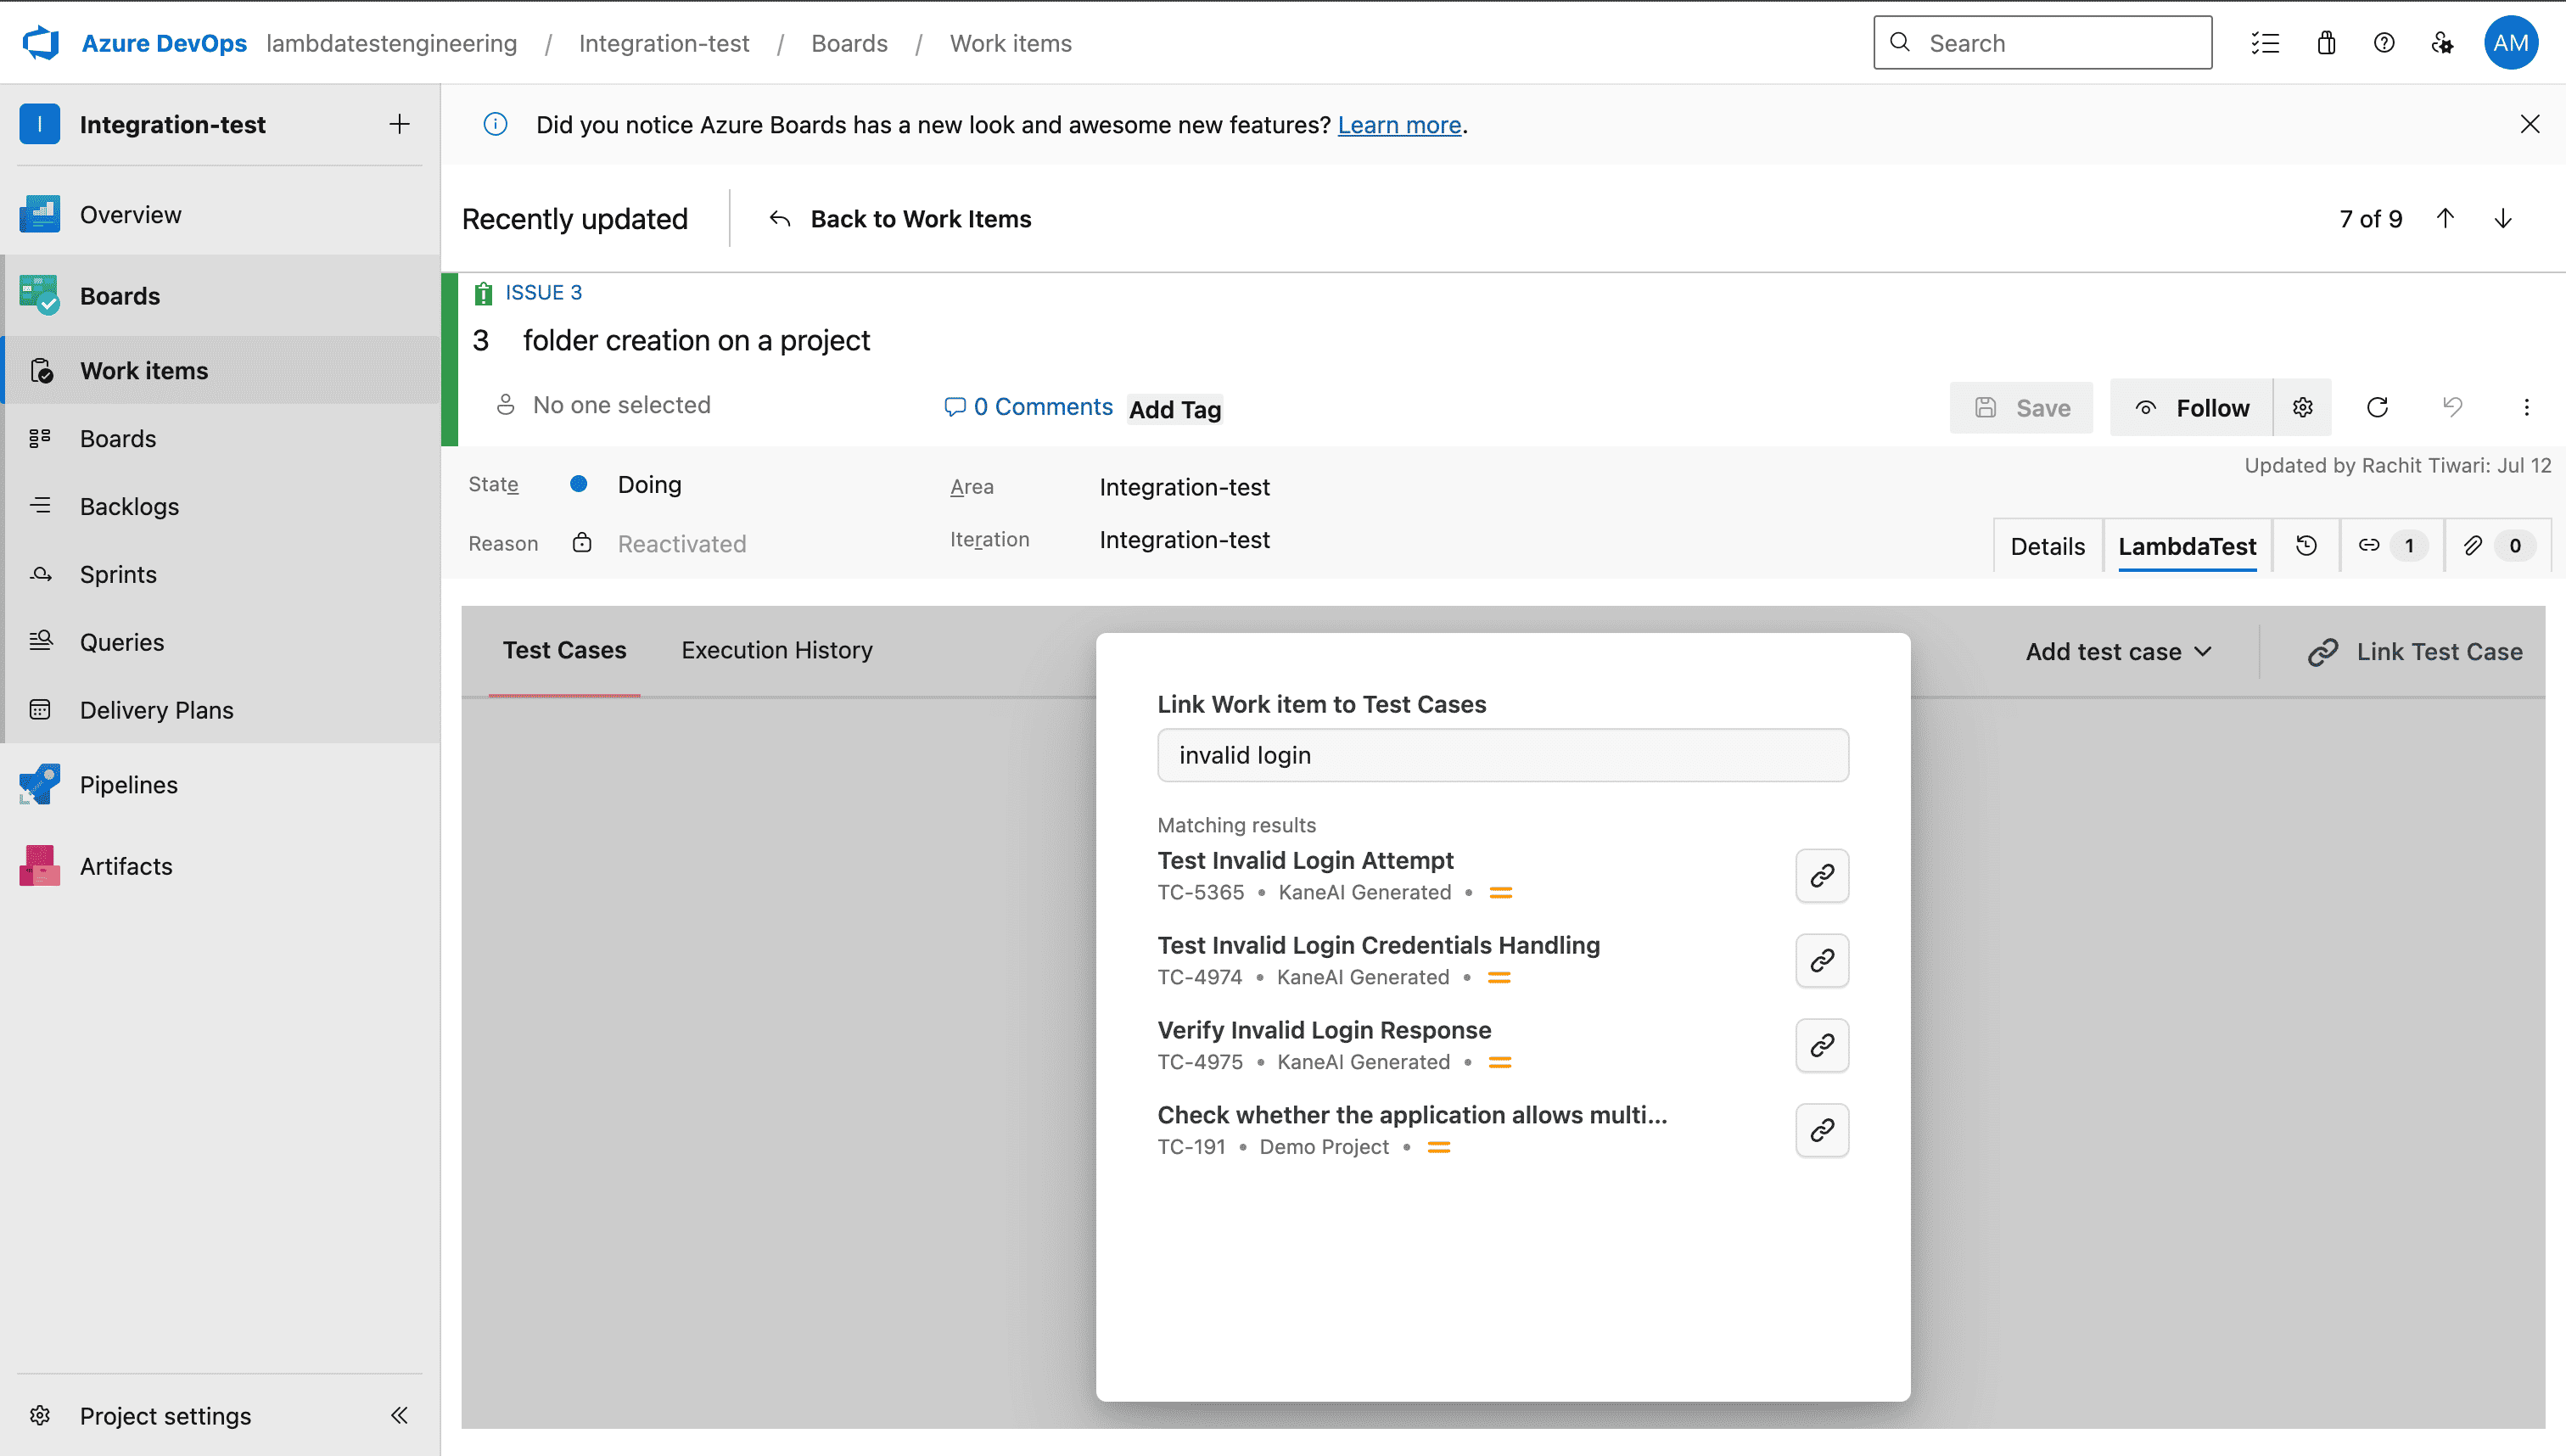 Azure DevOps lambdatestengineering / Integration-test / Boards / Work items Search AM
I Integration-test
Did you notice Azure Boards has a new look and awesome new features? Learn more.
Overview
Boards
Work items
Boards
Backlogs
Sprints
Queries
Delivery Plans
Pipelines
Artifacts
Project settings
Recently updated Back to Work Items 7 of 9
ISSUE 3
3 folder creation on a project
No one selected 0 Comments Add Tag Save Follow
Updated by Rachit Tiwari: Jul 12
State Doing Area Integration-test
Reason Reactivated Iteration Integration-test
Details LambdaTest 1 0
Test Cases Execution History Add test case Link Test Case
Link Work item to Test Cases
invalid login
Matching results
Test Invalid Login Attempt
TC-5365 • KaneAI Generated •
Test Invalid Login Credentials Handling
TC-4974 • KaneAI Generated •
Verify Invalid Login Response
TC-4975 • KaneAI Generated •
Check whether the application allows multi...
TC-191 • Demo Project •